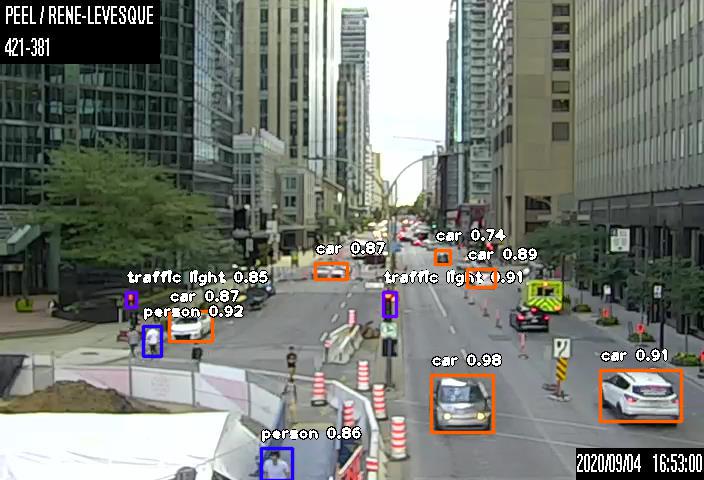 PEEL / RENE-LEVESQUE
421-381
car 0.74
car 0.87
car 0.89
traffic light 0.85
traffic light 0.91
car 0.87
person 0.92
car 0.98
car 0.91
person 0.86
2020/09/04 16:53:00